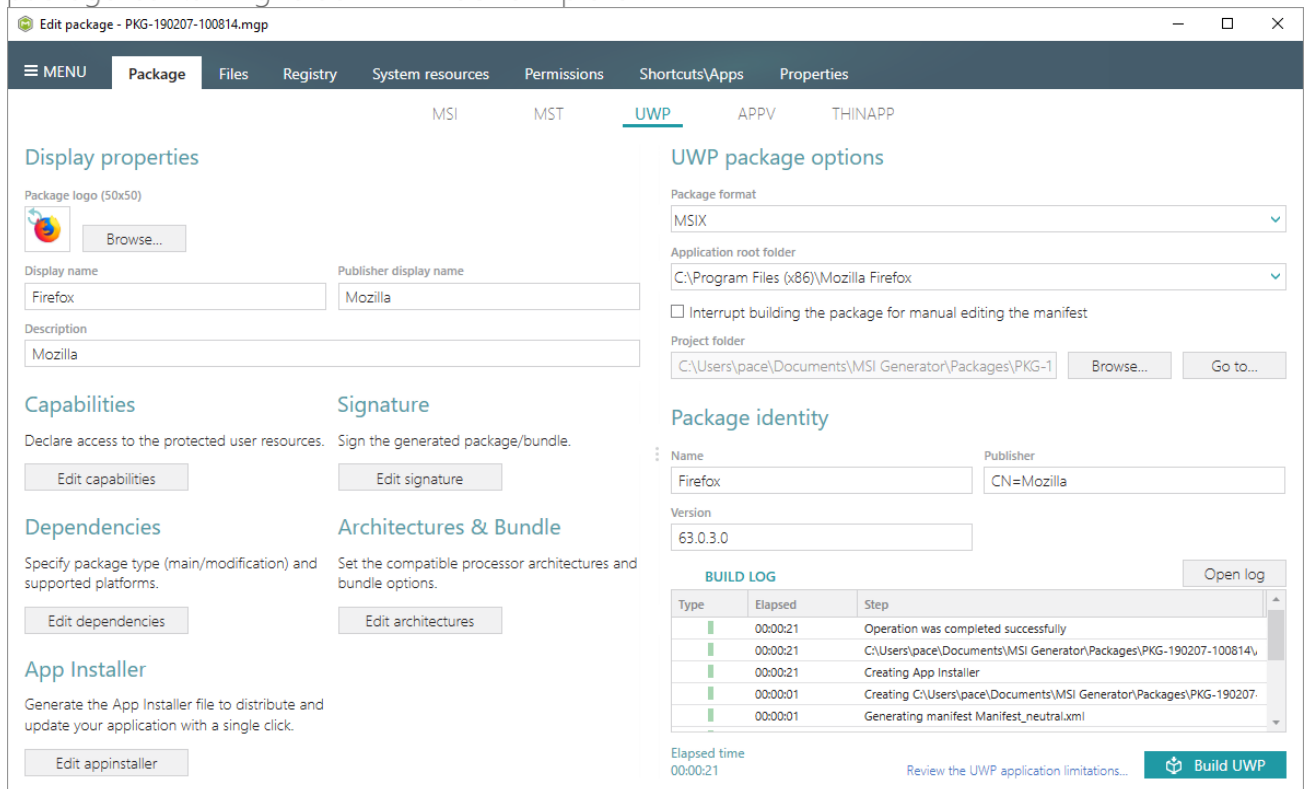 Edit package - PKG-190207-100814.mgp
MENU Package Files Registry System resources Permissions Shortcuts\Apps Properties
MSI MST UWP APPV THINAPP
Display properties
Package logo (50x50)
Browse...
Display name Publisher display name
Firefox Mozilla
Description
Mozilla
Capabilities Signature
Declare access to the protected user resources. Sign the generated package/bundle.
Edit capabilities Edit signature
Dependencies Architectures & Bundle
Specify package type (main/modification) and Set the compatible processor architectures and
supported platforms. bundle options.
Edit dependencies Edit architectures
App Installer
Generate the App Installer file to distribute and
update your application with a single click.
Edit appinstaller
UWP package options
Package format
MSIX
Application root folder
C:\Program Files (x86)\Mozilla Firefox
Interrupt building the package for manual editing the manifest
Project folder
C:\Users\pace\Documents\MSI Generator\Packages\PKG-1 Browse... Go to...
Package identity
Name Publisher
Firefox CN=Mozilla
Version
63.0.3.0
BUILD LOG Open log
Type Elapsed Step
00:00:21 Operation was completed successfully
00:00:21 C:\Users\pace\Documents\MSI Generator\Packages\PKG-190207-100814\
00:00:21 Creating App Installer
00:00:01 Creating C:\Users\pace\Documents\MSI Generator\Packages\PKG-190207-
00:00:01 Generating manifest Manifest_neutral.xml
Elapsed time
00:00:21 Review the UWP application limitations... Build UWP